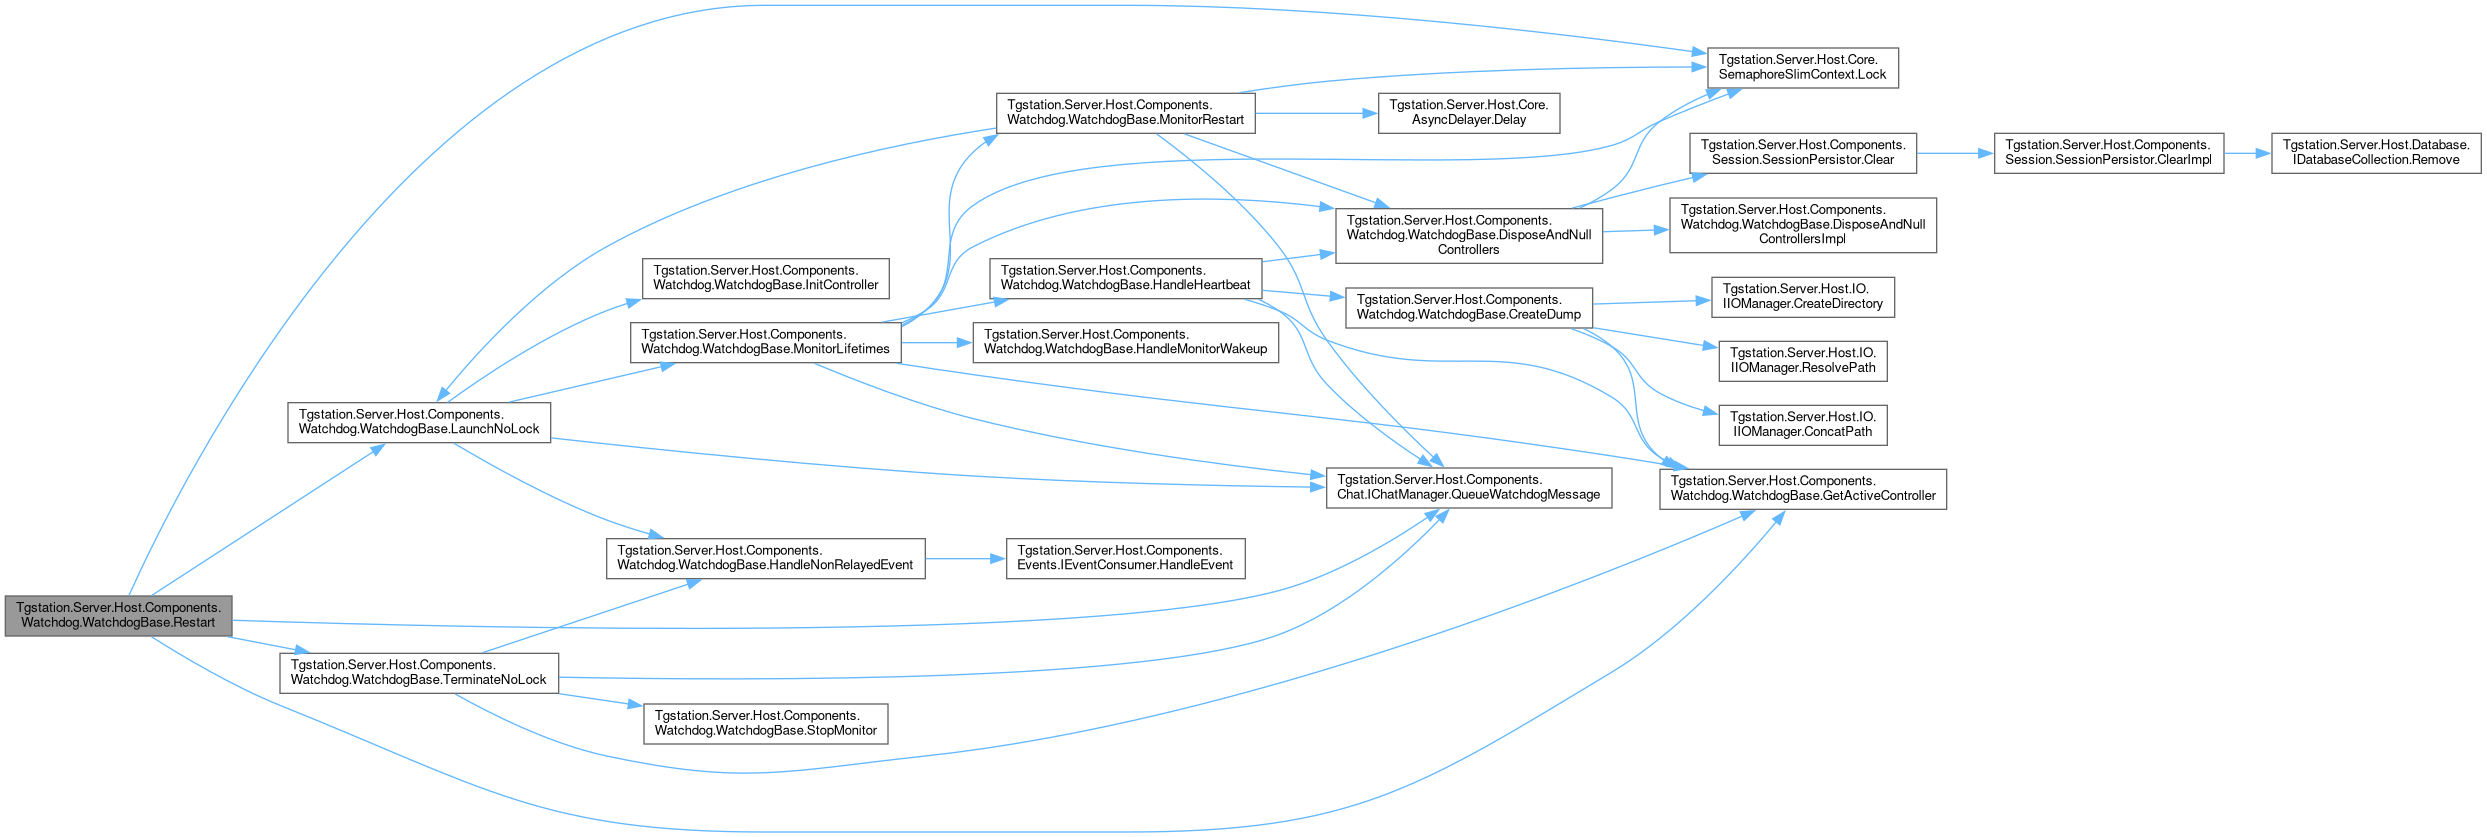 Tgstation.Server.Host.Core.
SemaphoreSlimContext.Lock
Tgstation.Server.Host.Components.
Watchdog.WatchdogBase.MonitorRestart
Tgstation.Server.Host.Core.
AsyncDelayer.Delay
Tgstation.Server.Host.Components.
Session.SessionPersistor.Clear
Tgstation.Server.Host.Components.
Session.SessionPersistor.ClearImpl
Tgstation.Server.Host.Database.
IDatabaseCollection.Remove
Tgstation.Server.Host.Components.
Watchdog.WatchdogBase.DisposeAndNull
Controllers
Tgstation.Server.Host.Components.
Watchdog.WatchdogBase.DisposeAndNull
ControllersImpl
Tgstation.Server.Host.Components.
Watchdog.WatchdogBase.InitController
Tgstation.Server.Host.Components.
Watchdog.WatchdogBase.HandleHeartbeat
Tgstation.Server.Host.Components.
Watchdog.WatchdogBase.CreateDump
Tgstation.Server.Host.IO.
IIOManager.CreateDirectory
Tgstation.Server.Host.Components.
Watchdog.WatchdogBase.MonitorLifetimes
Tgstation.Server.Host.Components.
Watchdog.WatchdogBase.HandleMonitorWakeup
Tgstation.Server.Host.IO.
IIOManager.ResolvePath
Tgstation.Server.Host.Components.
Watchdog.WatchdogBase.LaunchNoLock
Tgstation.Server.Host.IO.
IIOManager.ConcatPath
Tgstation.Server.Host.Components.
Chat.IChatManager.QueueWatchdogMessage
Tgstation.Server.Host.Components.
Watchdog.WatchdogBase.GetActiveController
Tgstation.Server.Host.Components.
Watchdog.WatchdogBase.HandleNonRelayedEvent
Tgstation.Server.Host.Components.
Events.IEventConsumer.HandleEvent
Tgstation.Server.Host.Components.
Watchdog.WatchdogBase.Restart
Tgstation.Server.Host.Components.
Watchdog.WatchdogBase.TerminateNoLock
Tgstation.Server.Host.Components.
Watchdog.WatchdogBase.StopMonitor